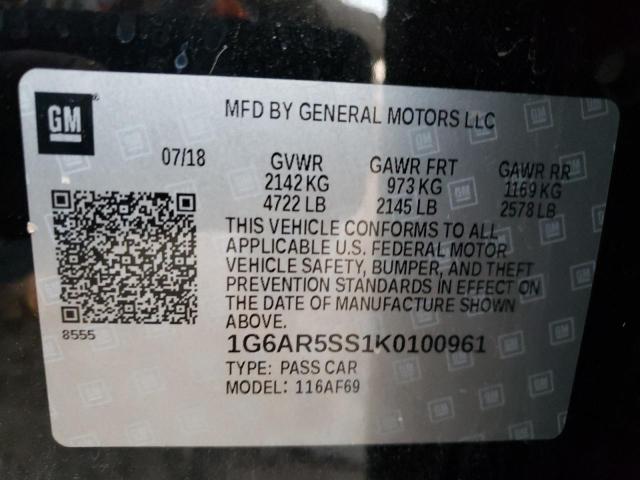 GM
MFD BY GENERAL MOTORS LLC
07/18 GVWR GAWR FRT GAWR RR
2142 KG 973 KG 1169 KG
4722 LB 2145 LB 2578 LB
THIS VEHICLE CONFORMS TO ALL
APPLICABLE U.S. FEDERAL MOTOR
VEHICLE SAFETY, BUMPER, AND THEFT
PREVENTION STANDARDS IN EFFECT ON
THE DATE OF MANUFACTURE SHOWN
ABOVE.
8555
1G6AR5SS1K0100961
TYPE: PASS CAR
MODEL: 116AF69